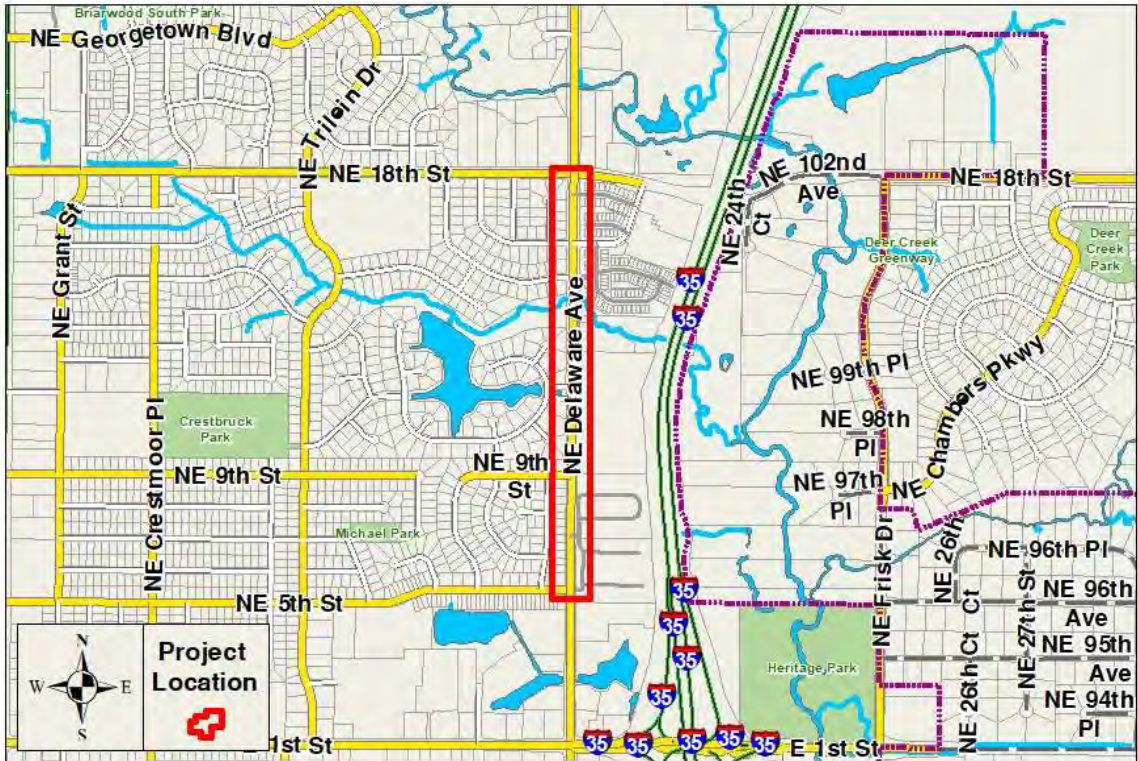 Briarwood South Park
NE Georgetown Blvd
NE Trilein Dr
NE 18th St
NE 102nd
Ave
NE 18th St
NE 24th
Ct
Deer
Creek
Park
Deer Creek
Greenway
NE Grant St
NE Delaware Ave
35
35
NE Chambers Pkwy
NE 99th Pl
NE Crestmoor Pl
Crestbruck
Park
NE 98th
Pl
NE 9th St
NE 9th
St
NE 97th
Pl
Michael Park
NE Frisk Dr
NE 26th
Ct
NE 96th Pl
NE 27th St
NE 96th
Ave
NE 5th St
35
35
35
35
NE 95th
Ave
Heritage Park
NE 26th Ct
NE 94th
Pl
N
W
E
S
Project
Location
1st St
35
35
35
35
35
E 1st St